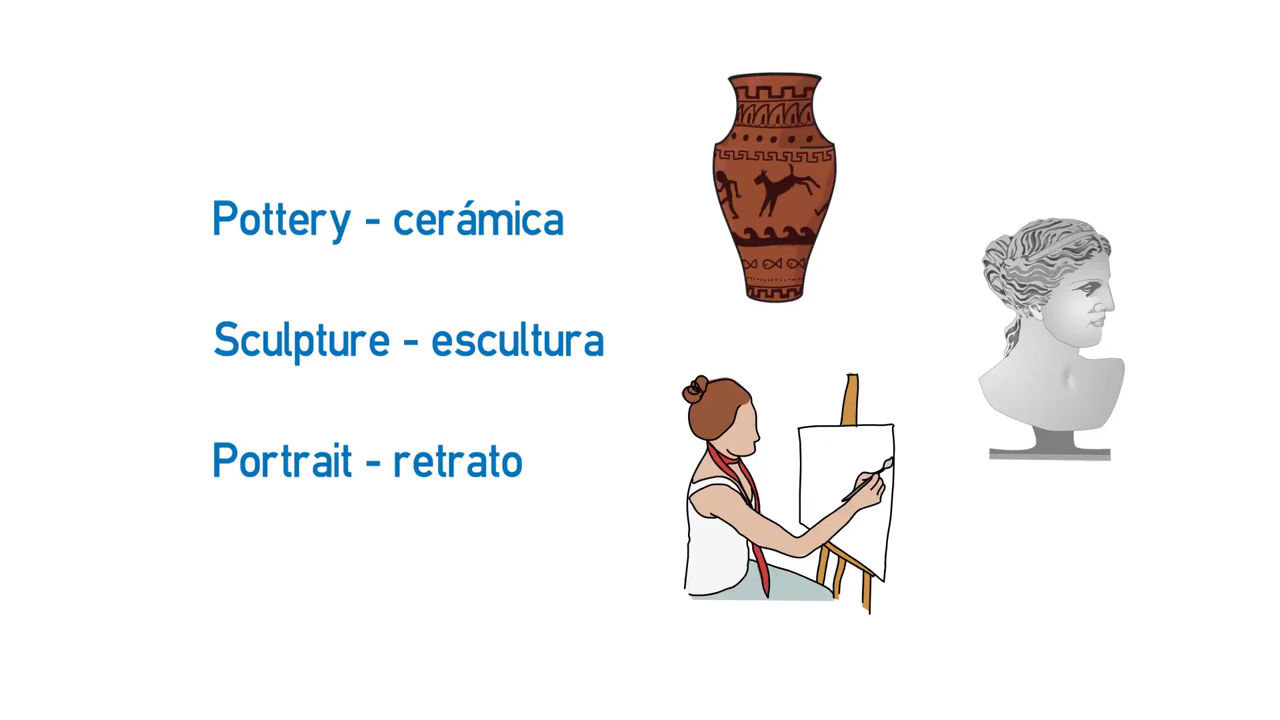 Pottery - cerámica
Sculpture - escultura
Portrait - retrato